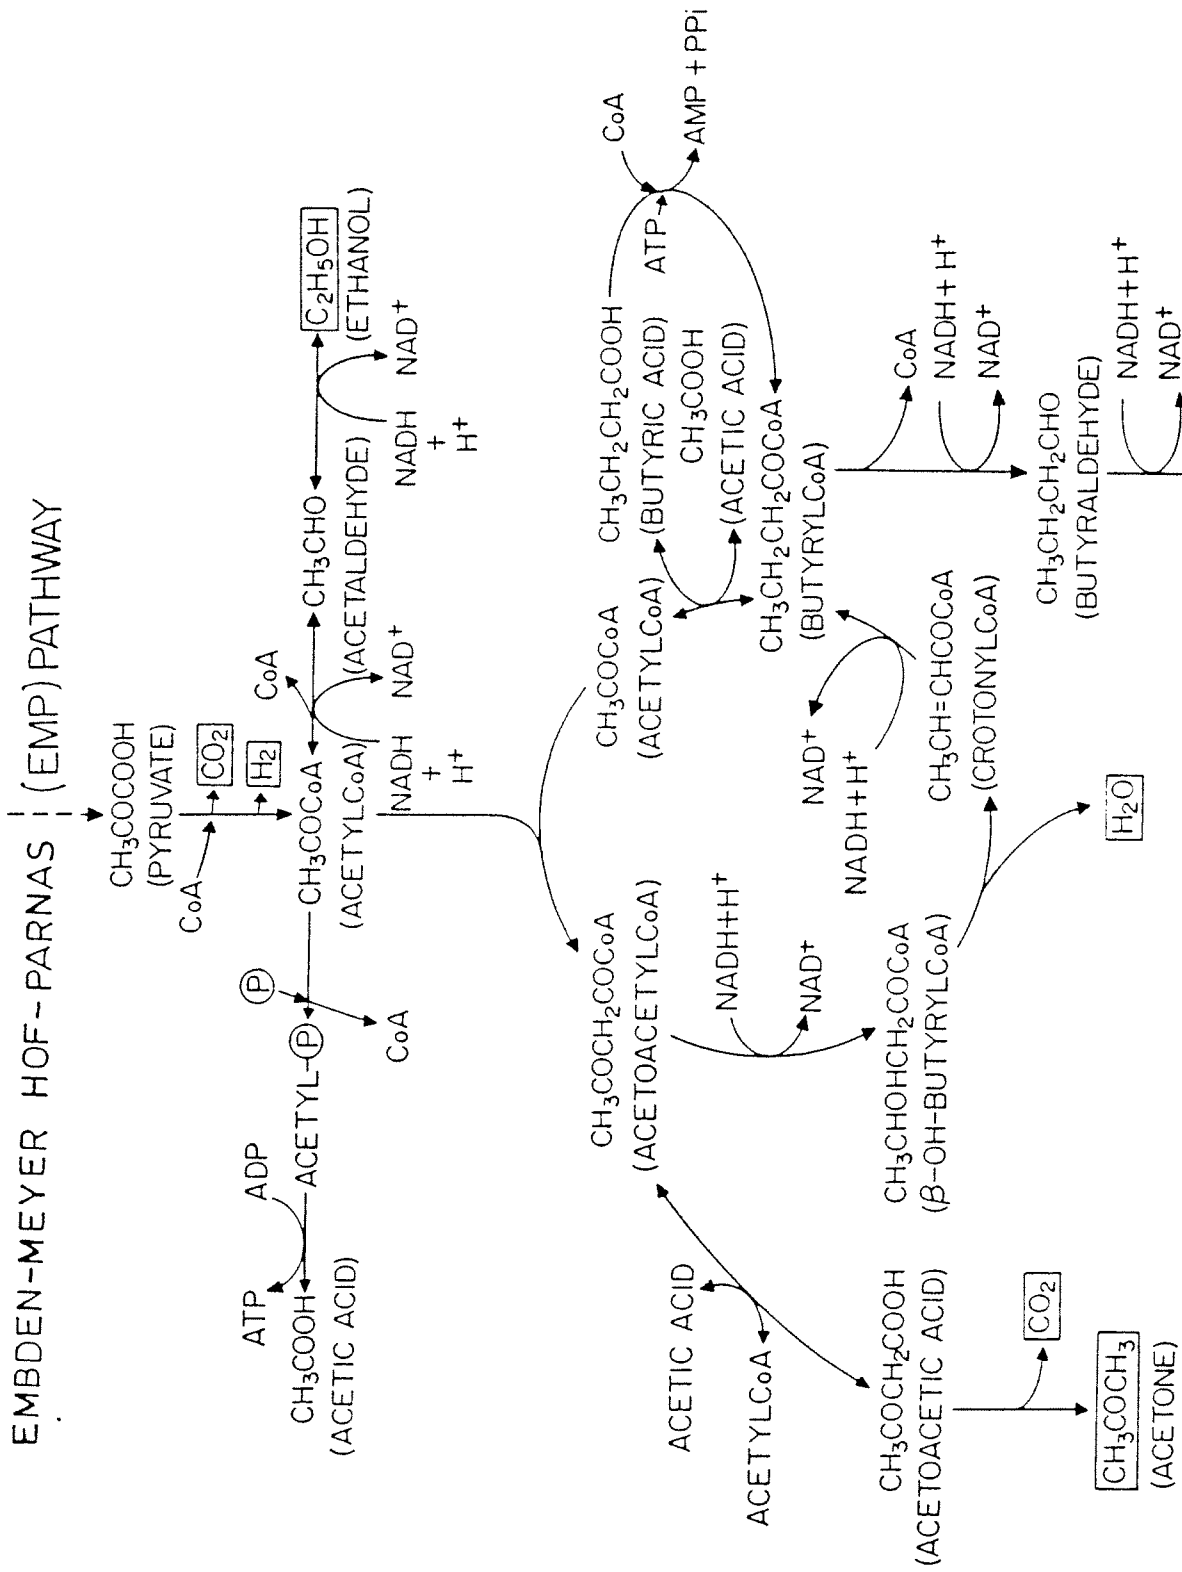 EMBDEN-MEYER HOF-PARNAS (EMP) PATHWAY
CH₃COCOOH
(PYRUVATE)
CoA
CO₂
H₂
CH₃COCoA
(ACETYLCoA)
CoA
NADH
+
H⁺
NAD⁺
CH₃CHO
(ACETALDEHYDE)
NADH
+
H⁺
NAD⁺
C₂H₅OH
(ETHANOL)
P
CoA
ACETYL-P
ADP
ATP
CH₃COOH
(ACETIC ACID)
CH₃COCoA
(ACETYLCoA)
CH₃COCH₂COCoA
(ACETOACETYLCoA)
ACETIC ACID
ACETYLCoA
CH₃COCH₂COOH
(ACETOACETIC ACID)
CO₂
CH₃COCH₃
(ACETONE)
NADH+H⁺
NAD⁺
CH₃CHOHCH₂COCoA
(β-OH-BUTYRYLCoA)
H₂O
CH₃CH=CHCOCoA
(CROTONYLCoA)
NADH+H⁺
NAD⁺
CH₃CH₂CH₂COOH
(BUTYRIC ACID)
CH₃COOH
(ACETIC ACID)
CH₃CH₂CH₂COCoA
(BUTYRYLCoA)
ATP
CoA
AMP+PPi
CoA
NADH+H⁺
NAD⁺
CH₃CH₂CH₂CHO
(BUTYRALDEHYDE)
NADH+H⁺
NAD⁺